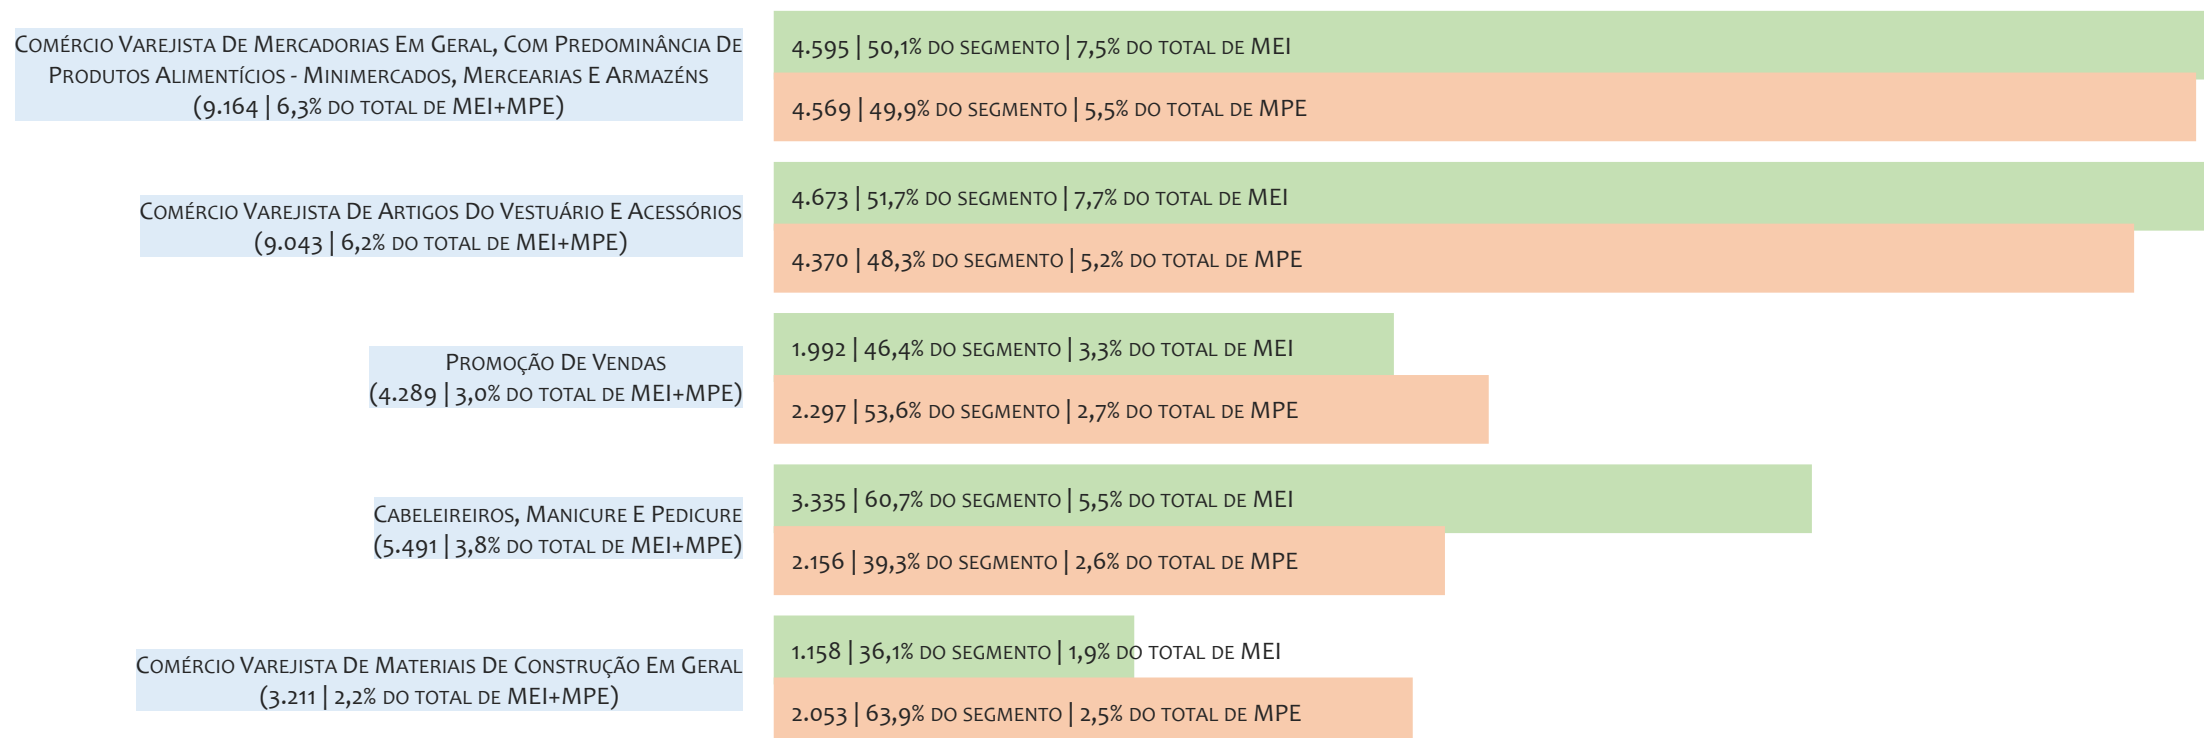 Comércio Varejista De Mercadorias Em Geral, Com Predominância De
Produtos Alimentícios - Minimercados, Mercearias E Armazéns
(9.164 | 6,3% do total de MEI+MPE)
4.595 | 50,1% do segmento | 7,5% do total de MEI
4.569 | 49,9% do segmento | 5,5% do total de MPE
Comércio Varejista De Artigos Do Vestuário E Acessórios
(9.043 | 6,2% do total de MEI+MPE)
4.673 | 51,7% do segmento | 7,7% do total de MEI
4.370 | 48,3% do segmento | 5,2% do total de MPE
Promoção De Vendas
(4.289 | 3,0% do total de MEI+MPE)
1.992 | 46,4% do segmento | 3,3% do total de MEI
2.297 | 53,6% do segmento | 2,7% do total de MPE
Cabeleireiros, Manicure E Pedicure
(5.491 | 3,8% do total de MEI+MPE)
3.335 | 60,7% do segmento | 5,5% do total de MEI
2.156 | 39,3% do segmento | 2,6% do total de MPE
Comércio Varejista De Materiais De Construção Em Geral
(3.211 | 2,2% do total de MEI+MPE)
1.158 | 36,1% do segmento | 1,9% do total de MEI
2.053 | 63,9% do segmento | 2,5% do total de MPE